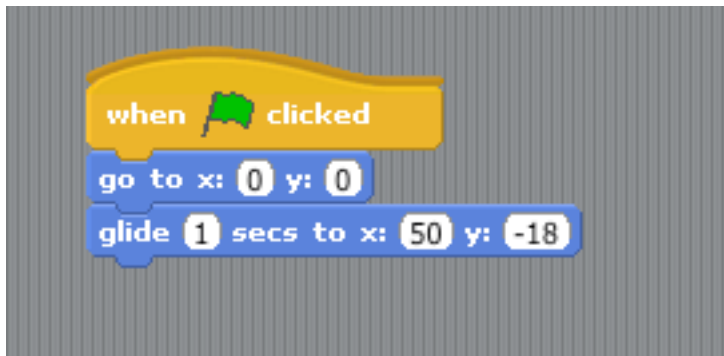 when clicked
go to x: 0 y: 0
glide 1 secs to x: 50 y: -18